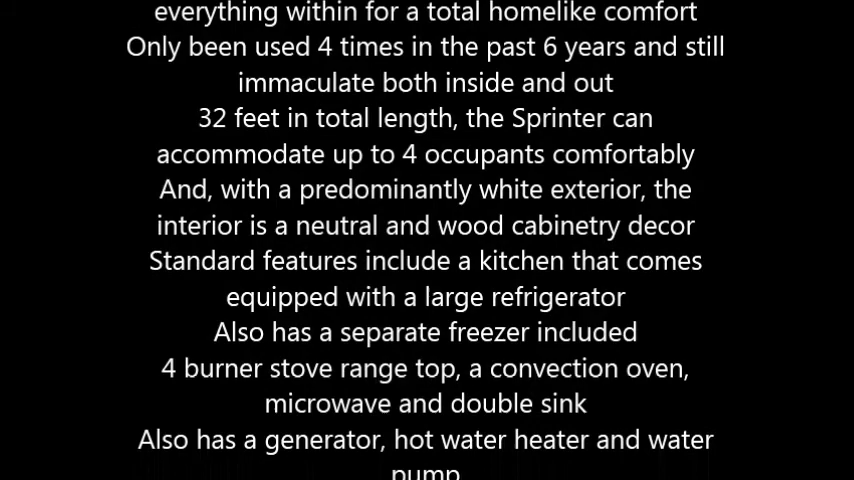 everything within for a total homelike comfort
Only been used 4 times in the past 6 years and still
immaculate both inside and out
32 feet in total length, the Sprinter can
accommodate up to 4 occupants comfortably
And, with a predominantly white exterior, the
interior is a neutral and wood cabinetry decor
Standard features include a kitchen that comes
equipped with a large refrigerator
Also has a separate freezer included
4 burner stove range top, a convection oven,
microwave and double sink
Also has a generator, hot water heater and water
pump